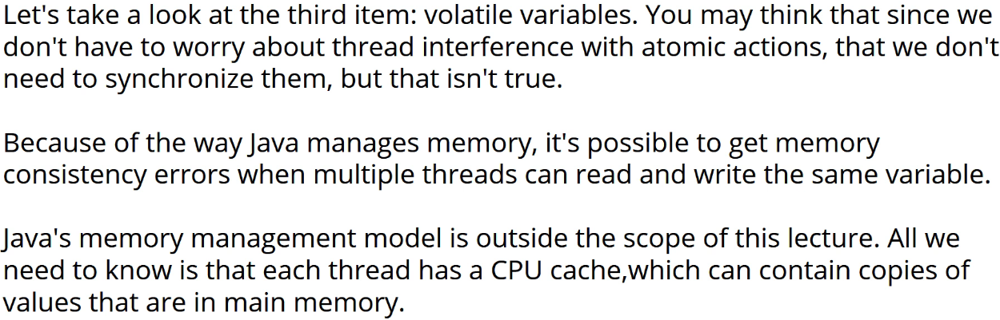 Let's take a look at the third item: volatile variables. You may think that since we
don't have to worry about thread interference with atomic actions, that we don't
need to synchronize them, but that isn't true.
Because of the way Java manages memory, it's possible to get memory
consistency errors when multiple threads can read and write the same variable.
Java's memory management model is outside the scope of this lecture. All we
need to know is that each thread has a CPU cache,which can contain copies of
values that are in main memory.